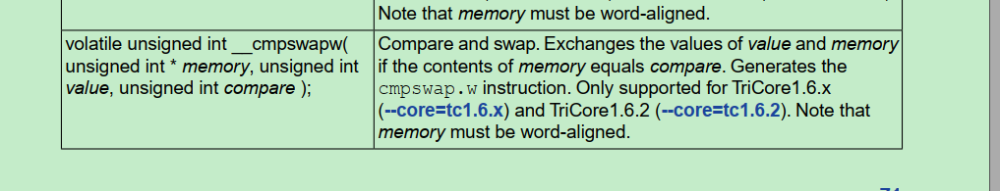 Note that memory must be word-aligned.
volatile unsigned int __cmpswapw(
unsigned int * memory, unsigned int
value, unsigned int compare );
Compare and swap. Exchanges the values of value and memory
if the contents of memory equals compare. Generates the
cmpswap.w instruction. Only supported for TriCore1.6.x
(--core=tc1.6.x) and TriCore1.6.2 (--core=tc1.6.2). Note that
memory must be word-aligned.